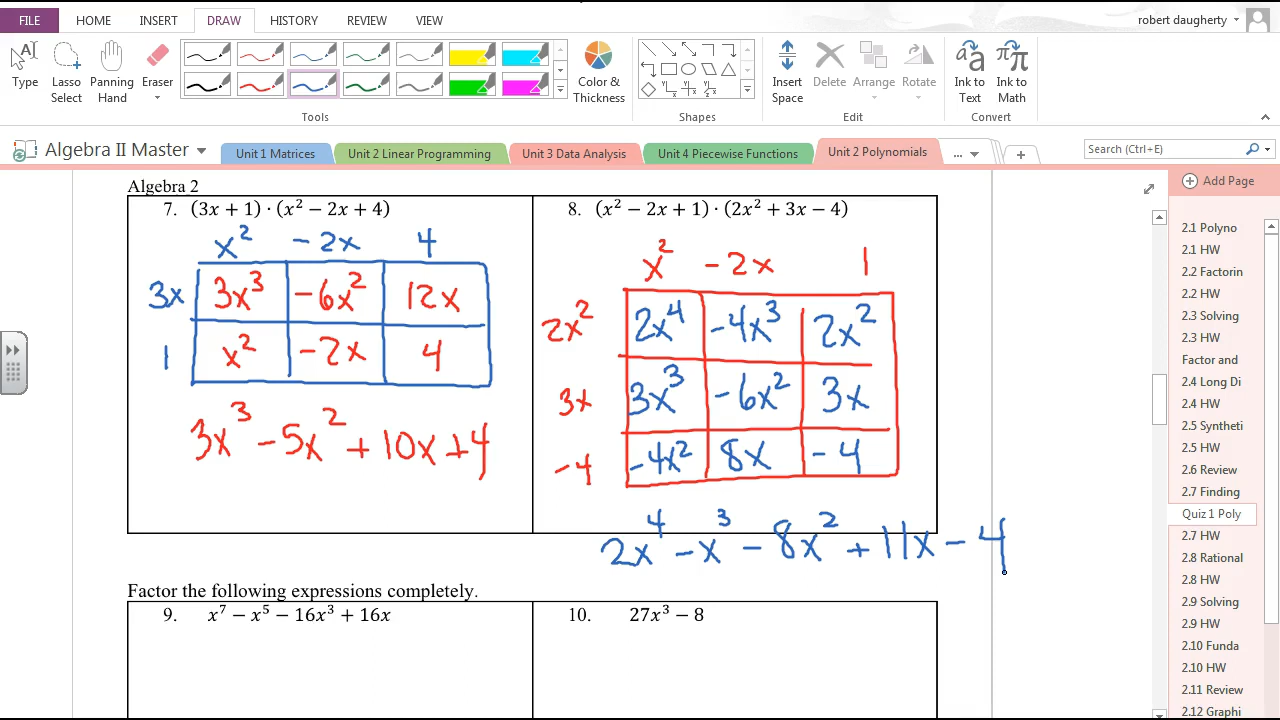 FILE HOME INSERT DRAW HISTORY REVIEW VIEW robert daugherty
Type Lasso Select Panning Hand Eraser Color & Thickness Insert Space Delete Arrange Rotate Ink to Text Ink to Math
Tools Shapes Edit Convert
Algebra II Master Unit 1 Matrices Unit 2 Linear Programming Unit 3 Data Analysis Unit 4 Piecewise Functions Unit 2 Polynomials ... Search (Ctrl+E)
Add Page
2.1 Polyno
2.1 HW
2.2 Factorin
2.2 HW
2.3 Solving
2.3 HW
Factor and
2.4 Long Di
2.4 HW
2.5 Syntheti
2.5 HW
2.6 Review
2.7 Finding
Quiz 1 Poly
2.7 HW
2.8 Rational
2.8 HW
2.9 Solving
2.9 HW
2.10 Funda
2.10 HW
2.11 Review
2.12 Graphi
Algebra 2
7. (3x + 1) · (x² − 2x + 4)
x² − 2x 4
3x 3x³ −6x² 12x
1 x² −2x 4
3x³ − 5x² + 10x + 4
8. (x² − 2x + 1) · (2x² + 3x − 4)
x² − 2x 1
2x² 2x⁴ −4x³ 2x²
3x 3x³ −6x² 3x
−4 −4x² 8x −4
2x⁴ − x³ − 8x² + 11x − 4
Factor the following expressions completely.
9. x⁷ − x⁵ − 16x³ + 16x
10. 27x³ − 8